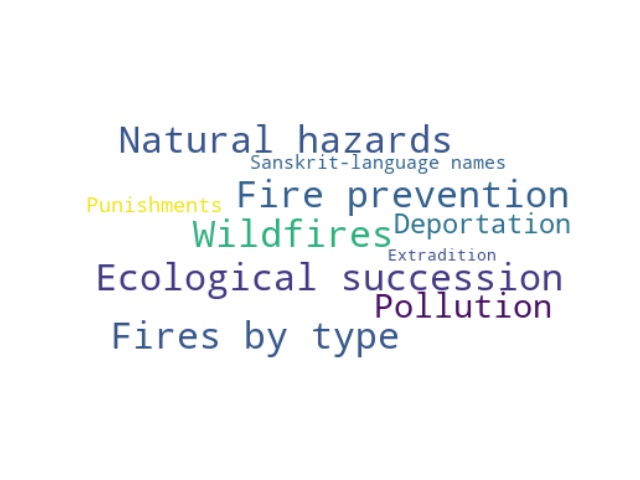 Natural hazards
Sanskrit-language names
Fire prevention
Punishments
Deportation
Wildfires
Extradition
Ecological succession
Pollution
Fires by type